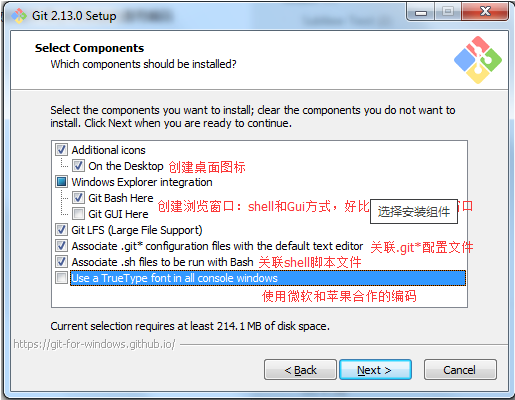 Git 2.13.0 Setup
Select Components
Which components should be installed?
Select the components you want to install; clear the components you do not want to
install. Click Next when you are ready to continue.
Additional icons
On the Desktop 创建桌面图标
Windows Explorer integration
Git Bash Here
创建浏览窗口：shell和Gui方式，好比
口
选择安装组件
Git GUI Here
Git LFS (Large File Support)
Associate .git* configuration files with the default text editor 关联.git*配置文件
Associate .sh files to be run with Bash 关联shell脚本文件
Use a TrueType font in all console windows
使用微软和苹果合作的编码
Current selection requires at least 214.1 MB of disk space.
https://git-for-windows.github.io/
< Back Next > Cancel